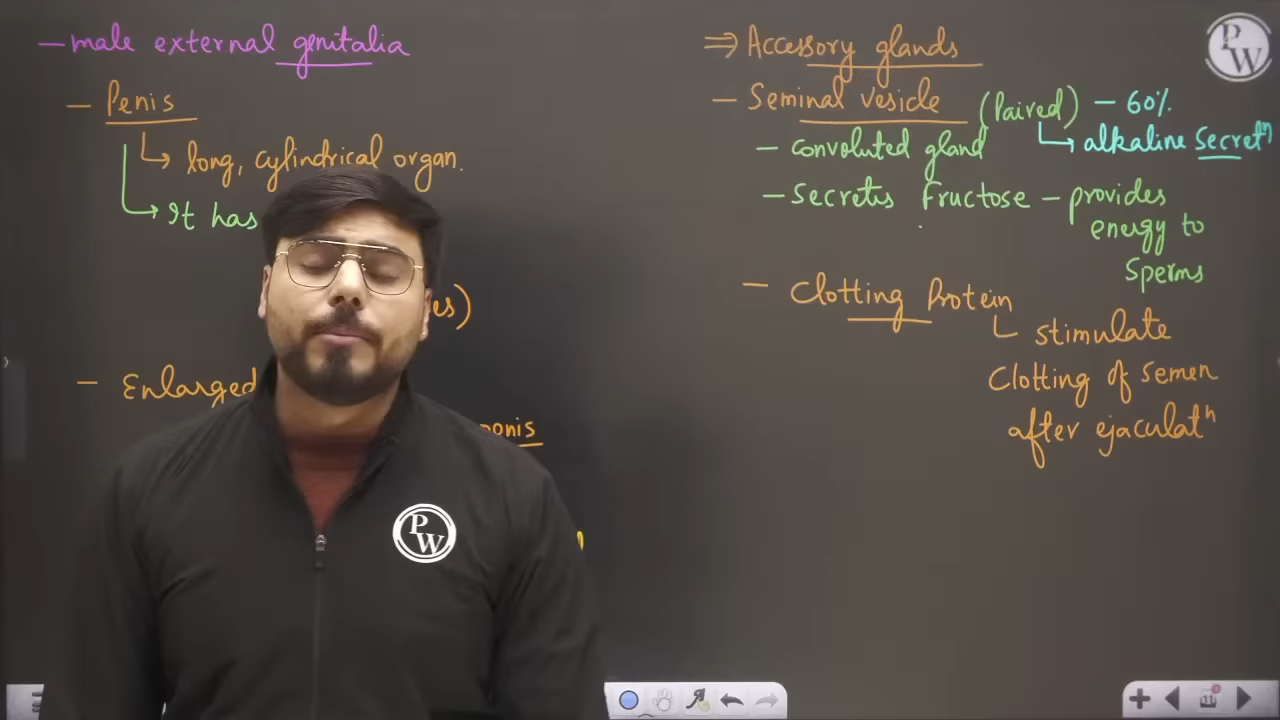 – male external genitalia
– Penis
↳ long, cylindrical organ.
↳ It has
es)
– Enlarged
penis
⇒ Accessory glands
– Seminal vesicle (Paired) – 60%
↳ alkaline Secretⁿ
– convoluted gland
– Secretes fructose – provides
energy to
Sperms
– Clotting Protein
└ stimulate
Clotting of semen
after ejaculatⁿ
PW
PW